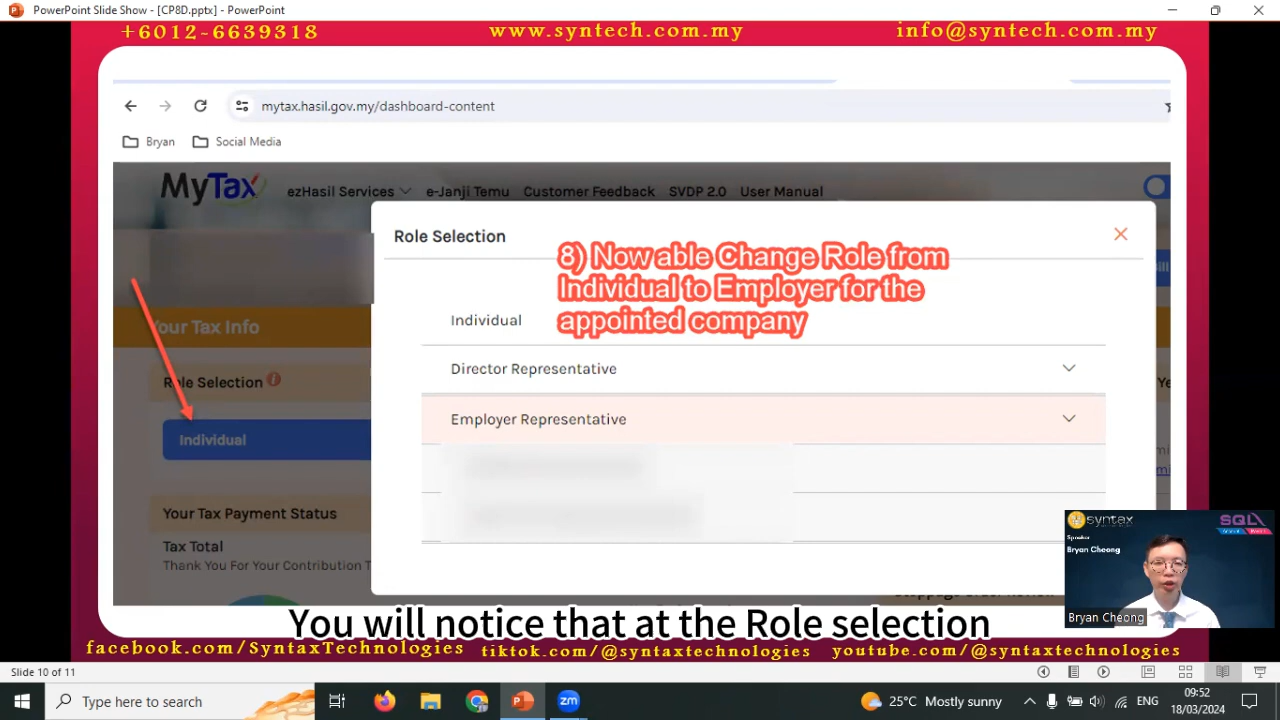 PowerPoint Slide Show - [CP8D.pptx] - PowerPoint
+6012-6639318
www.syntech.com.my
info@syntech.com.my
mytax.hasil.gov.my/dashboard-content
Bryan
Social Media
MyTax
ezHasil Services
e-Janji Temu
Customer Feedback
SVDP 2.0
User Manual
Role Selection
8) Now able Change Role from
Individual to Employer for the
appointed company
Individual
Your Tax Info
Director Representative
Role Selection
Ye
Employer Representative
Individual
Your Tax Payment Status
Tax Total
Thank You For Your Contribution T
syntax
SQL
Speaker
Bryan Cheong
Bryan Cheong
You will notice that at the Role selection
facebook.com/SyntaxTechnologies
tiktok.com/@syntaxtechnologies
youtube.com/@syntaxtechnologies
Slide 10 of 11
Type here to search
25°C Mostly sunny
ENG
09:52
18/03/2024